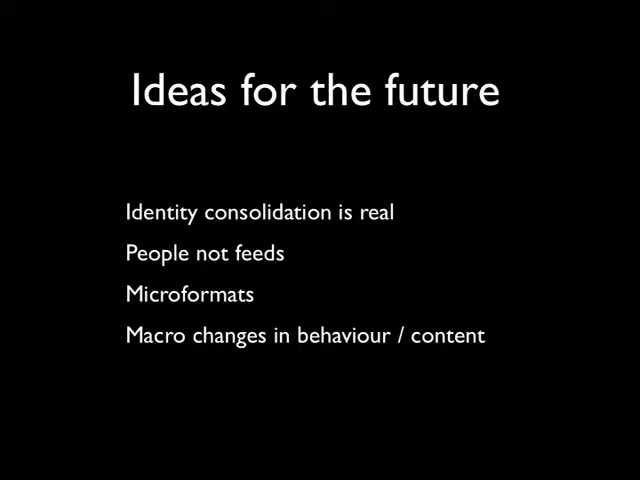 Ideas for the future
Identity consolidation is real
People not feeds
Microformats
Macro changes in behaviour / content